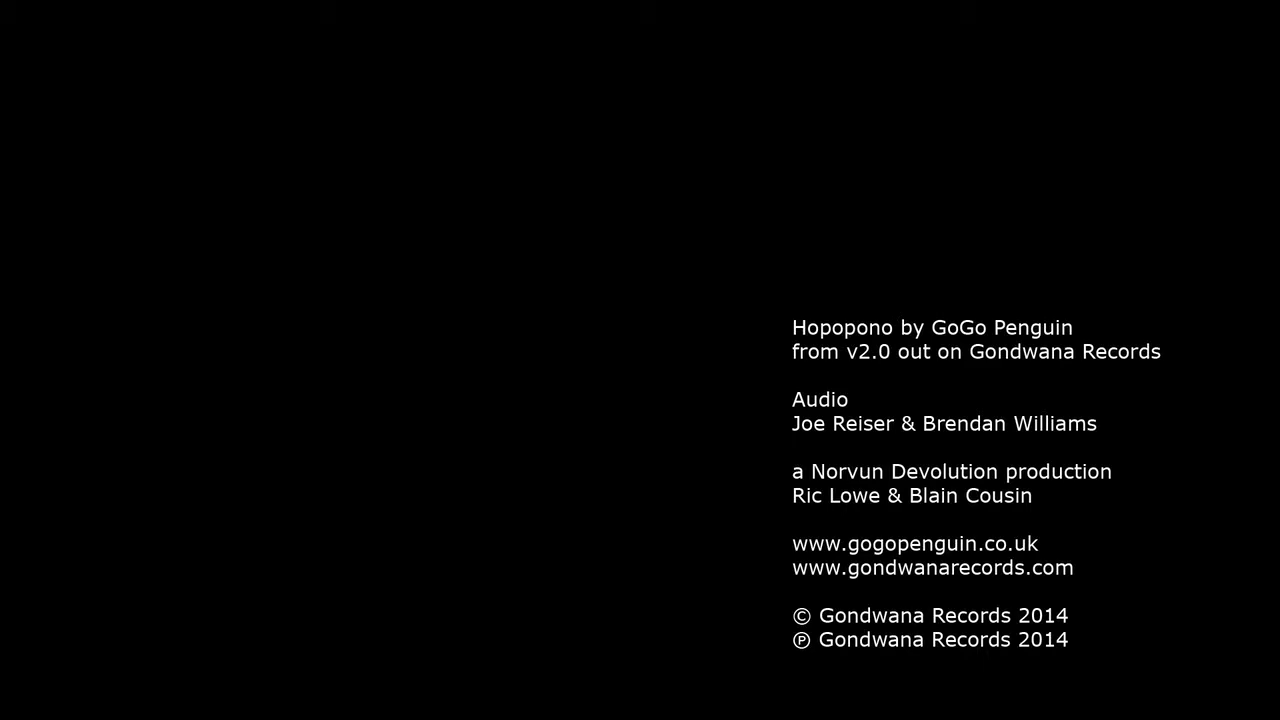 Hopopono by GoGo Penguin
from v2.0 out on Gondwana Records
Audio
Joe Reiser & Brendan Williams
a Norvun Devolution production
Ric Lowe & Blain Cousin
www.gogopenguin.co.uk
www.gondwanarecords.com
© Gondwana Records 2014
℗ Gondwana Records 2014